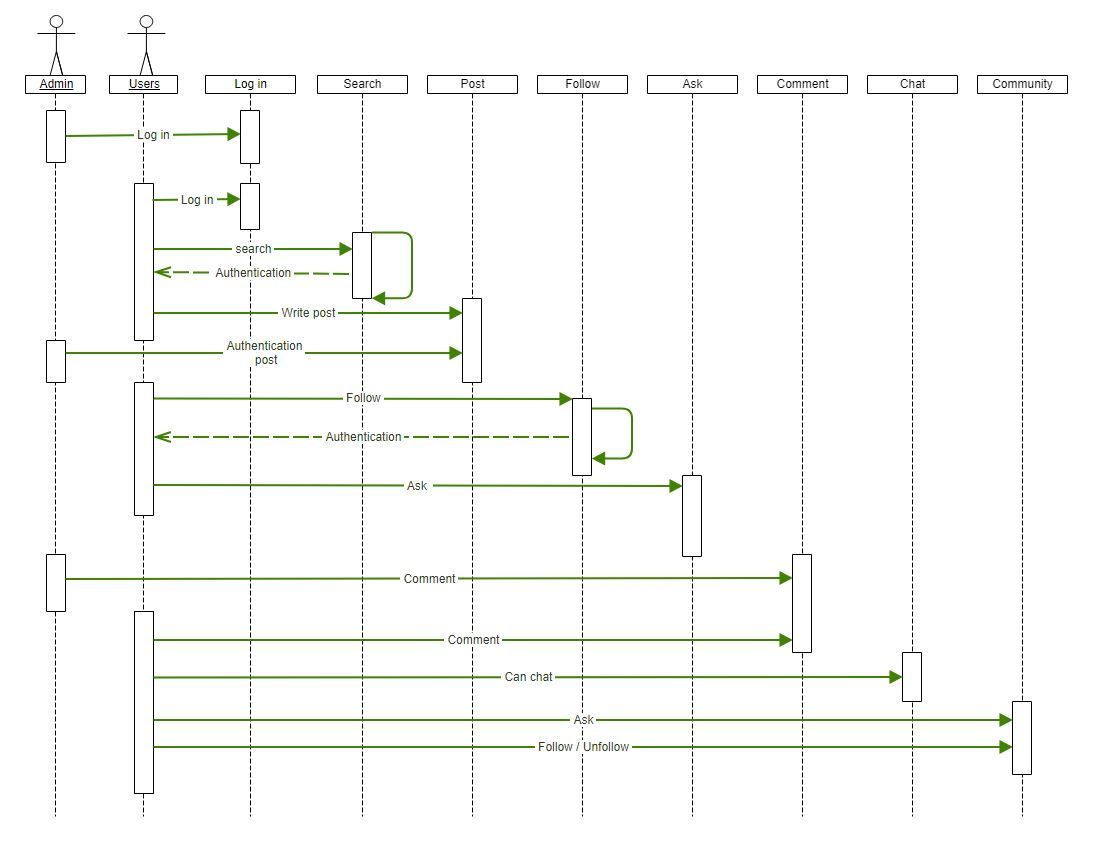 Admin
Users
Log in
Search
Post
Follow
Ask
Comment
Chat
Community
Log in
Log in
search
Authentication
Write post
Authentication
post
Follow
Authentication
Ask
Comment
Comment
Can chat
Ask
Follow / Unfollow